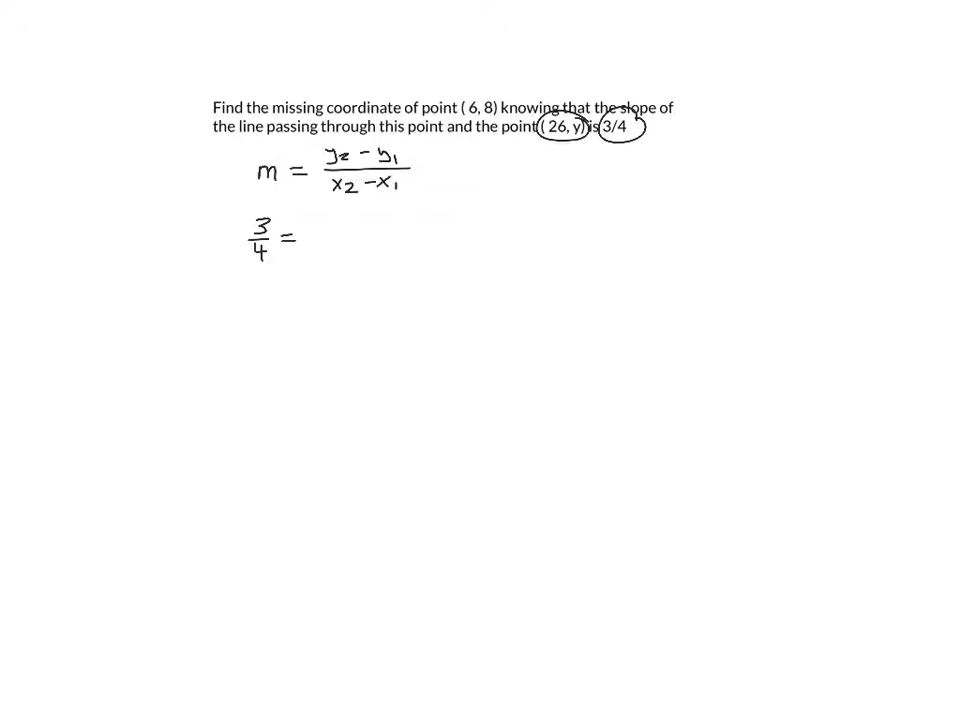 Find the missing coordinate of point ( 6, 8) knowing that the slope of
the line passing through this point and the point ( 26, y) is 3/4
m = y2 - y1 / x2 - x1
3/4 =